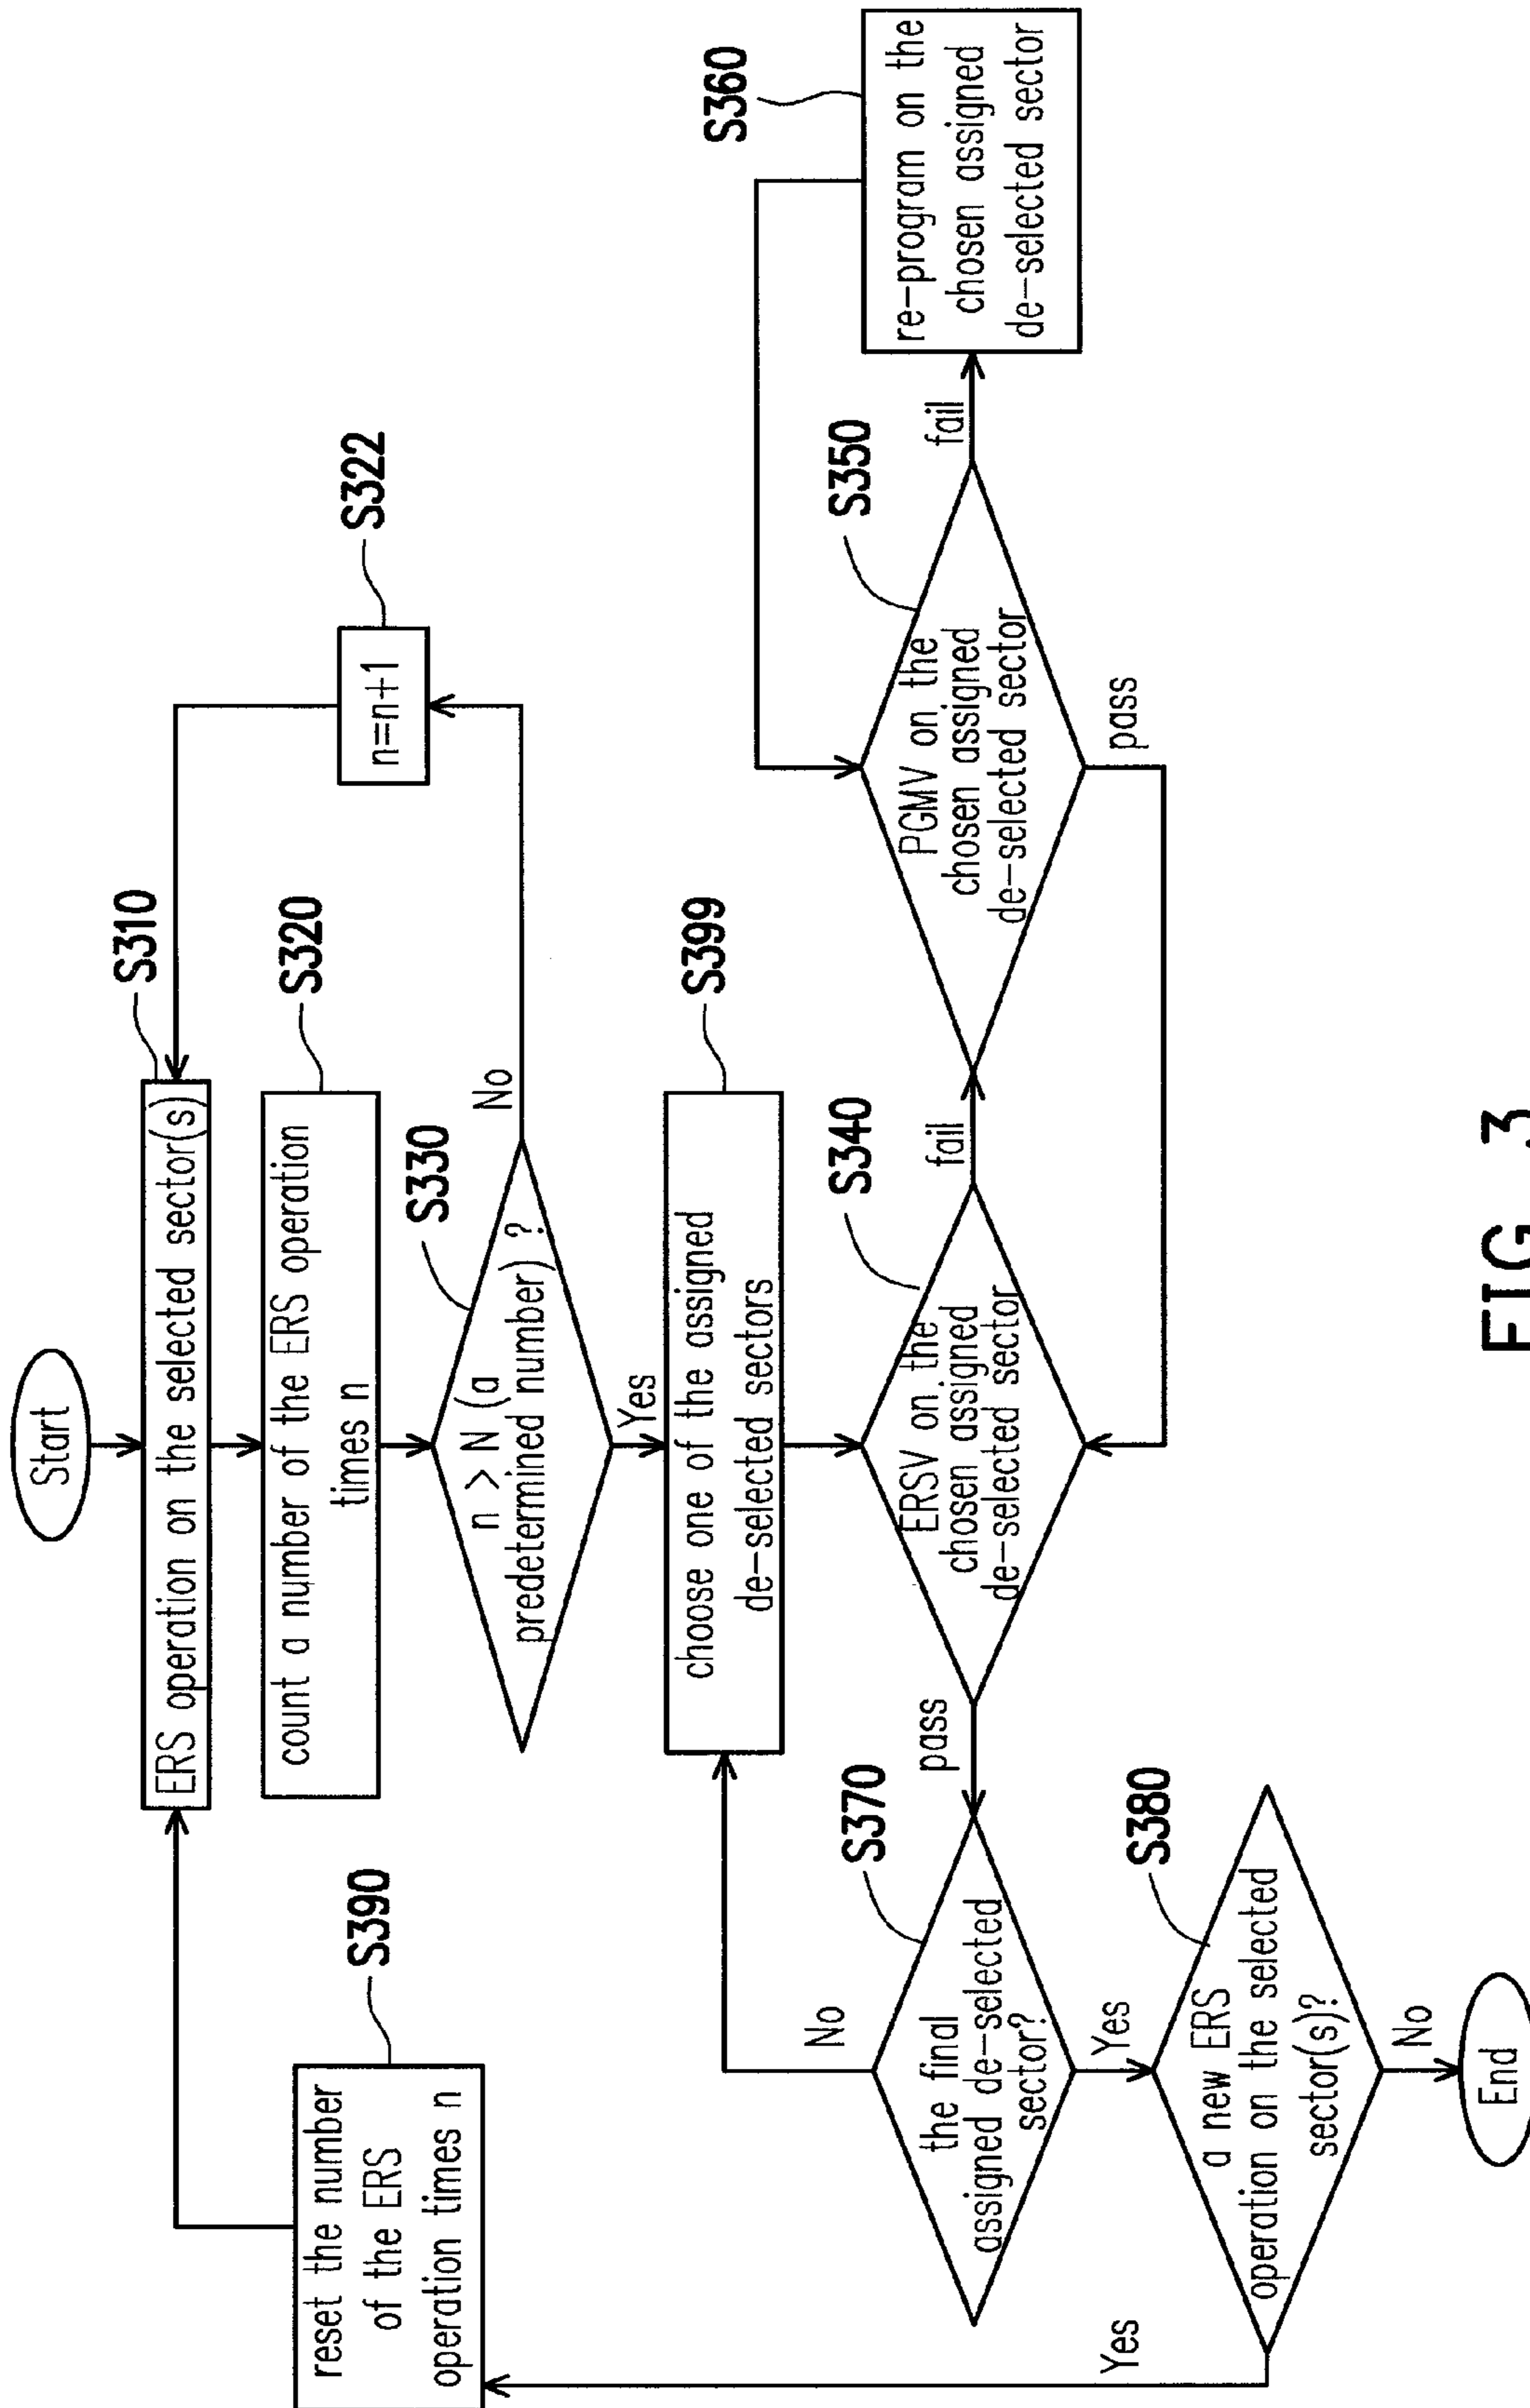 Start
S310
ERS operation on the selected sector(s)
S320
count a number of the ERS operation
times n
S322
n=n+1
S330
n > N (a
predetermined number) ?
No
Yes
S390
reset the number
of the ERS
operation times n
S399
choose one of the assigned
de-selected sectors
S340
ERSV on the
chosen assigned
de-selected sector
fail
pass
S350
PGMV on the
chosen assigned
de-selected sector
fail
pass
S360
re-program on the
chosen assigned
de-selected sector
S370
the final
assigned de-selected
sector?
No
Yes
S380
a new ERS
operation on the selected
sector(s)?
Yes
No
End
FIG. 3